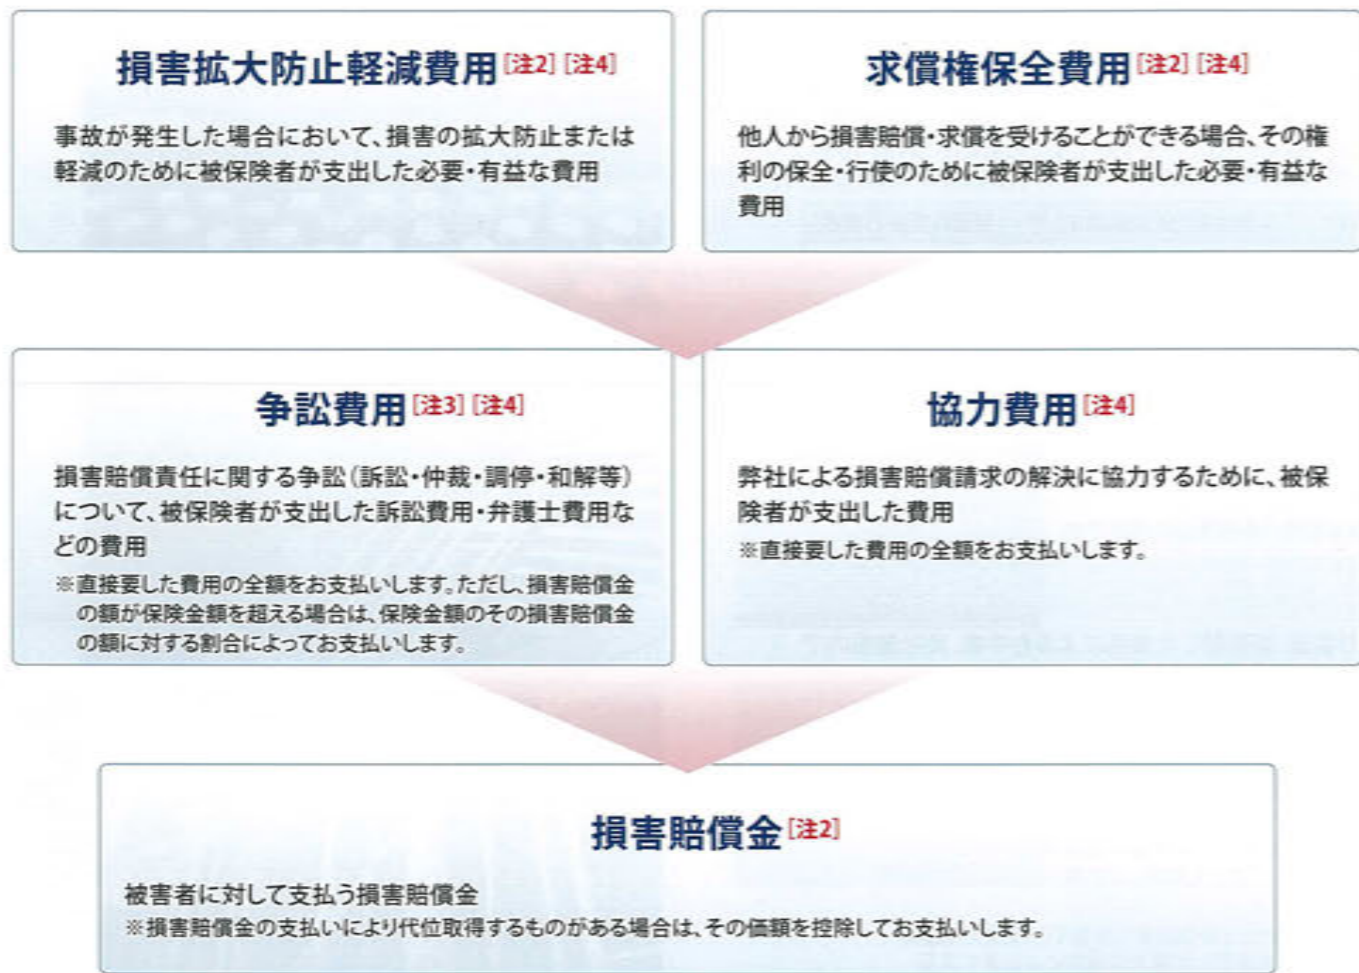 損害拡大防止軽減費用[注2][注4]
事故が発生した場合において、損害の拡大防止または
軽減のために被保険者が支出した必要・有益な費用
求償権保全費用[注2][注4]
他人から損害賠償・求償を受けることができる場合、その権
利の保全・行使のために被保険者が支出した必要・有益な
費用
争訟費用[注3][注4]
損害賠償責任に関する争訟(訴訟・仲裁・調停・和解等)
について、被保険者が支出した訴訟費用・弁護士費用な
どの費用
※直接要した費用の全額をお支払いします。ただし、損害賠償金
の額が保険金額を超える場合は、保険金額のその損害賠償金
の額に対する割合によってお支払いします。
協力費用[注4]
弊社による損害賠償請求の解決に協力するために、被保
険者が支出した費用
※直接要した費用の全額をお支払いします。
損害賠償金[注2]
被害者に対して支払う損害賠償金
※損害賠償金の支払いにより代位取得するものがある場合は、その価額を控除してお支払いします。